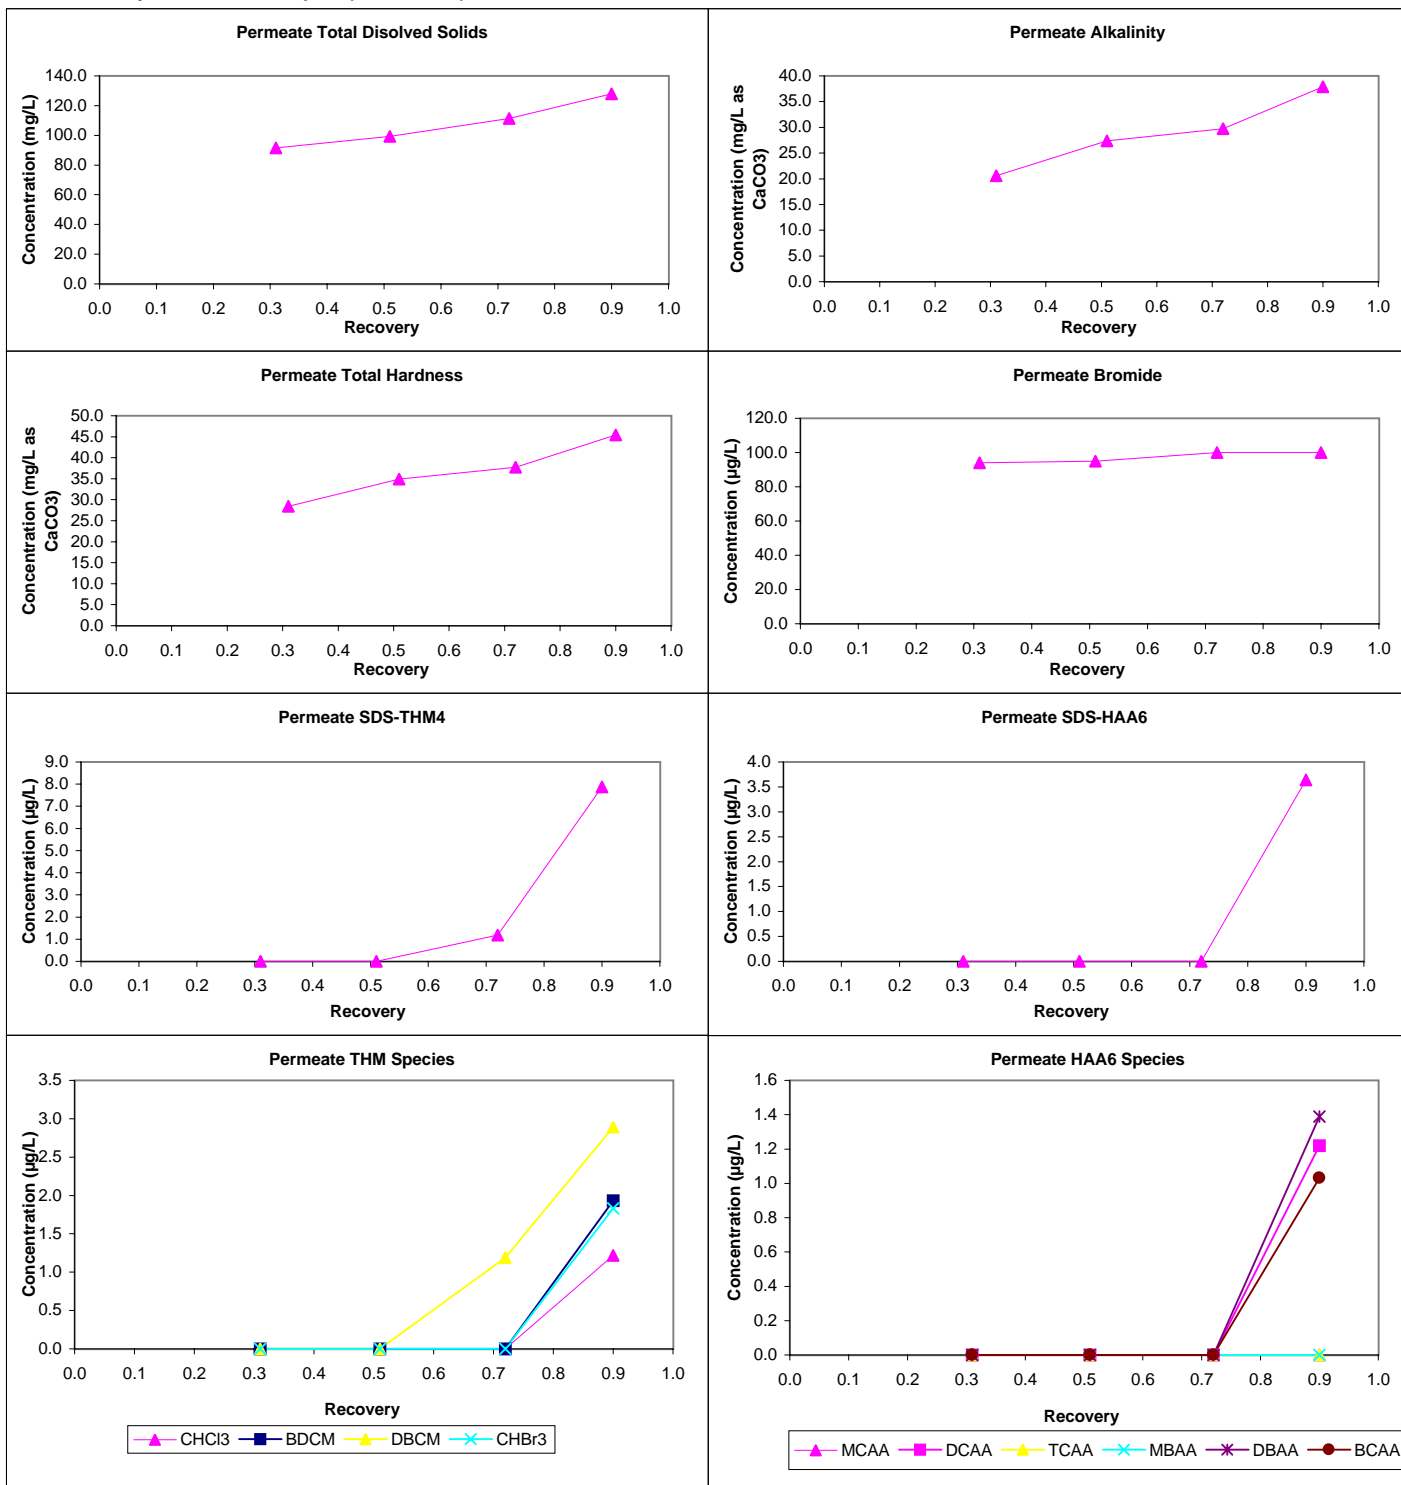 Permeate Total Disolved Solids
Concentration (mg/L)
140.0
120.0
100.0
80.0
60.0
40.0
20.0
0.0
0.0 0.1 0.2 0.3 0.4 0.5 0.6 0.7 0.8 0.9 1.0
Recovery
Permeate Alkalinity
Concentration (mg/L as
CaCO3)
40.0
35.0
30.0
25.0
20.0
15.0
10.0
5.0
0.0
0.0 0.1 0.2 0.3 0.4 0.5 0.6 0.7 0.8 0.9 1.0
Recovery
Permeate Total Hardness
Concentration (mg/L as
CaCO3)
50.0
45.0
40.0
35.0
30.0
25.0
20.0
15.0
10.0
5.0
0.0
0.0 0.1 0.2 0.3 0.4 0.5 0.6 0.7 0.8 0.9 1.0
Recovery
Permeate Bromide
Concentration (µg/L)
120.0
100.0
80.0
60.0
40.0
20.0
0.0
0.0 0.1 0.2 0.3 0.4 0.5 0.6 0.7 0.8 0.9 1.0
Recovery
Permeate SDS-THM4
Concentration (µg/L)
9.0
8.0
7.0
6.0
5.0
4.0
3.0
2.0
1.0
0.0
0.0 0.1 0.2 0.3 0.4 0.5 0.6 0.7 0.8 0.9 1.0
Recovery
Permeate SDS-HAA6
Concentration (µg/L)
4.0
3.5
3.0
2.5
2.0
1.5
1.0
0.5
0.0
0.0 0.1 0.2 0.3 0.4 0.5 0.6 0.7 0.8 0.9 1.0
Recovery
Permeate THM Species
Concentration (µg/L)
3.5
3.0
2.5
2.0
1.5
1.0
0.5
0.0
0.0 0.1 0.2 0.3 0.4 0.5 0.6 0.7 0.8 0.9 1.0
Recovery
CHCl3 BDCM DBCM CHBr3
Permeate HAA6 Species
Concentration (µg/L)
1.6
1.4
1.2
1.0
0.8
0.6
0.4
0.2
0.0
0.0 0.1 0.2 0.3 0.4 0.5 0.6 0.7 0.8 0.9 1.0
Recovery
MCAA DCAA TCAA MBAA DBAA BCAA